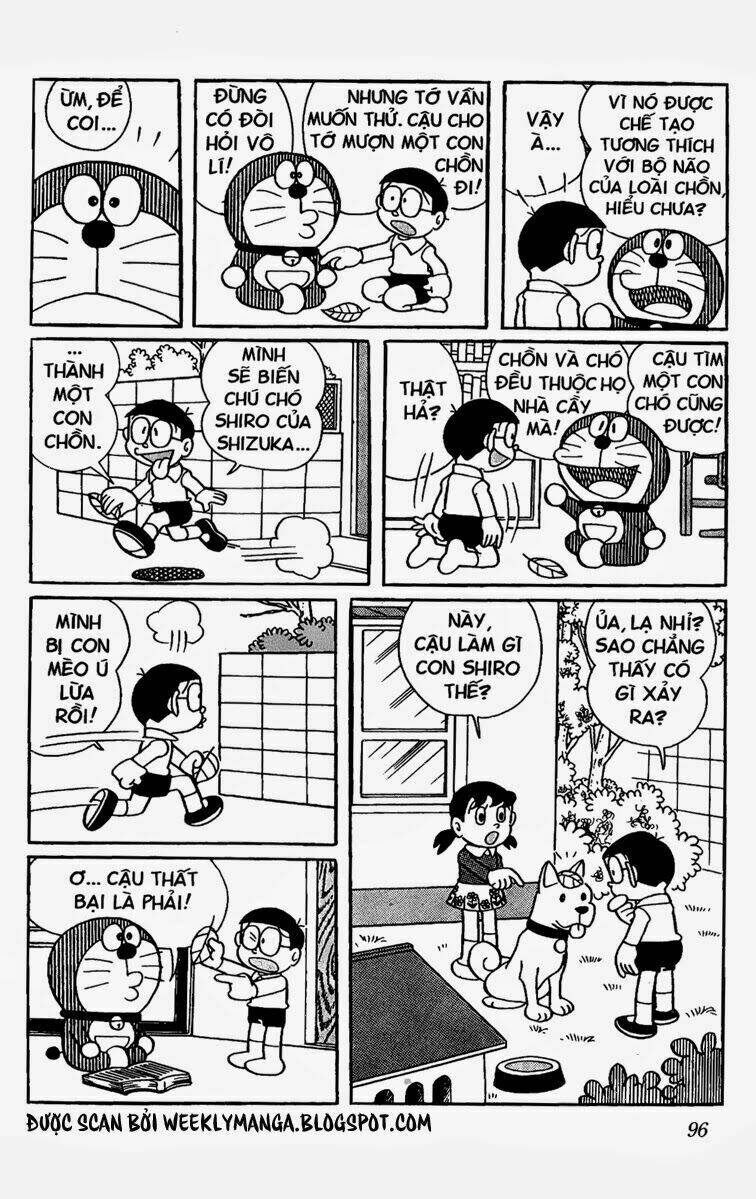 VÌ NÓ ĐƯỢC
CHẾ TẠO
TƯƠNG THÍCH
VỚI BỘ NÃO
CỦA LOÀI CHỒN,
HIỂU CHƯA?
VẬY
À...
NHƯNG TỚ VẪN
MUỐN THỬ. CẬU CHO
TỚ MƯỢN MỘT CON
CHỒN
ĐI!
ĐỪNG
CÓ ĐÒI
HỎI VÔ
LÍ!
ỪM, ĐỂ
COI...
CẬU TÌM
MỘT CON
CHÓ CŨNG
ĐƯỢC!
CHỒN VÀ CHÓ
ĐỀU THUỘC HỌ
NHÀ CẦY
MÀ!
THẬT
HẢ?
MÌNH
SẼ BIẾN
CHÚ CHÓ
SHIRO CỦA
SHIZUKA...
...
THÀNH
MỘT
CON
CHỒN.
ỦA, LẠ NHỈ?
SAO CHẲNG
THẤY CÓ
GÌ XẢY
RA?
NÀY,
CẬU LÀM GÌ
CON SHIRO
THẾ?
MÌNH
BỊ CON
MÈO Ú
LỪA
RỒI!
Ơ... CẬU THẤT
BẠI LÀ PHẢI!
ĐƯỢC SCAN BỞI WEEKLYMANGA.BLOGSPOT.COM
96